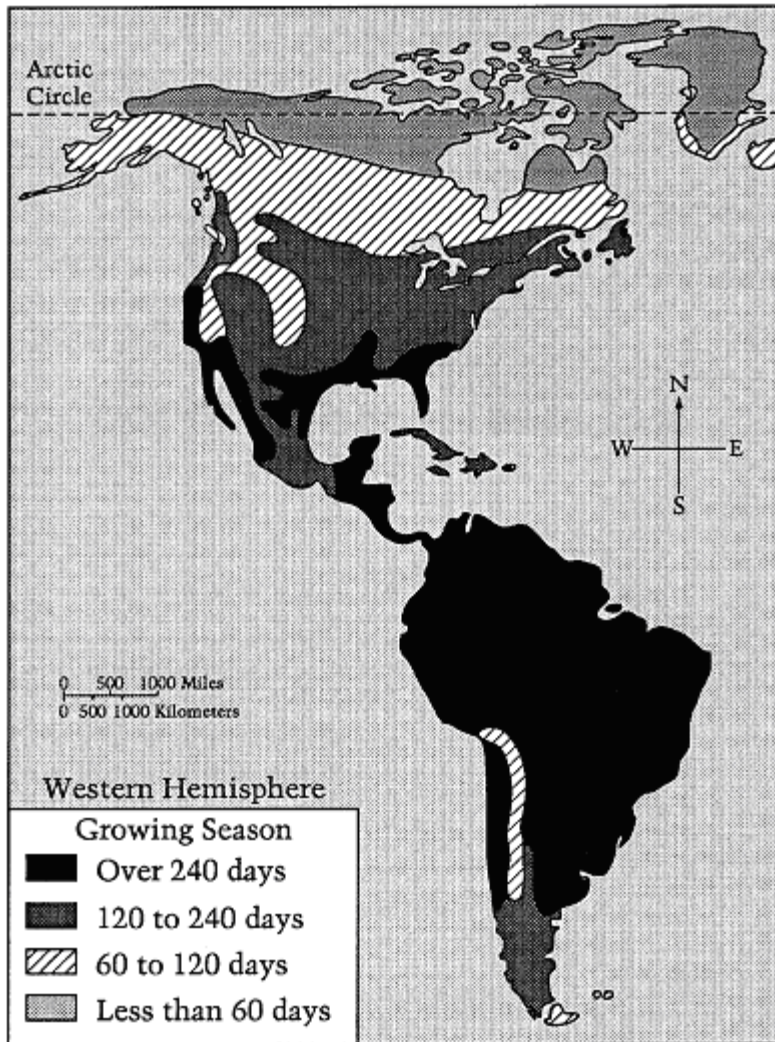 Arctic
Circle
N
W E
S
0 500 1000 Miles
0 500 1000 Kilometers
Western Hemisphere
Growing Season
Over 240 days
120 to 240 days
60 to 120 days
Less than 60 days